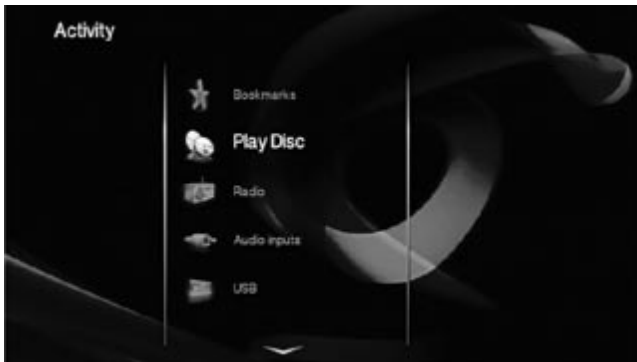 Activity
Bookmarks
Play Disc
Radio
Audio inputs
USB